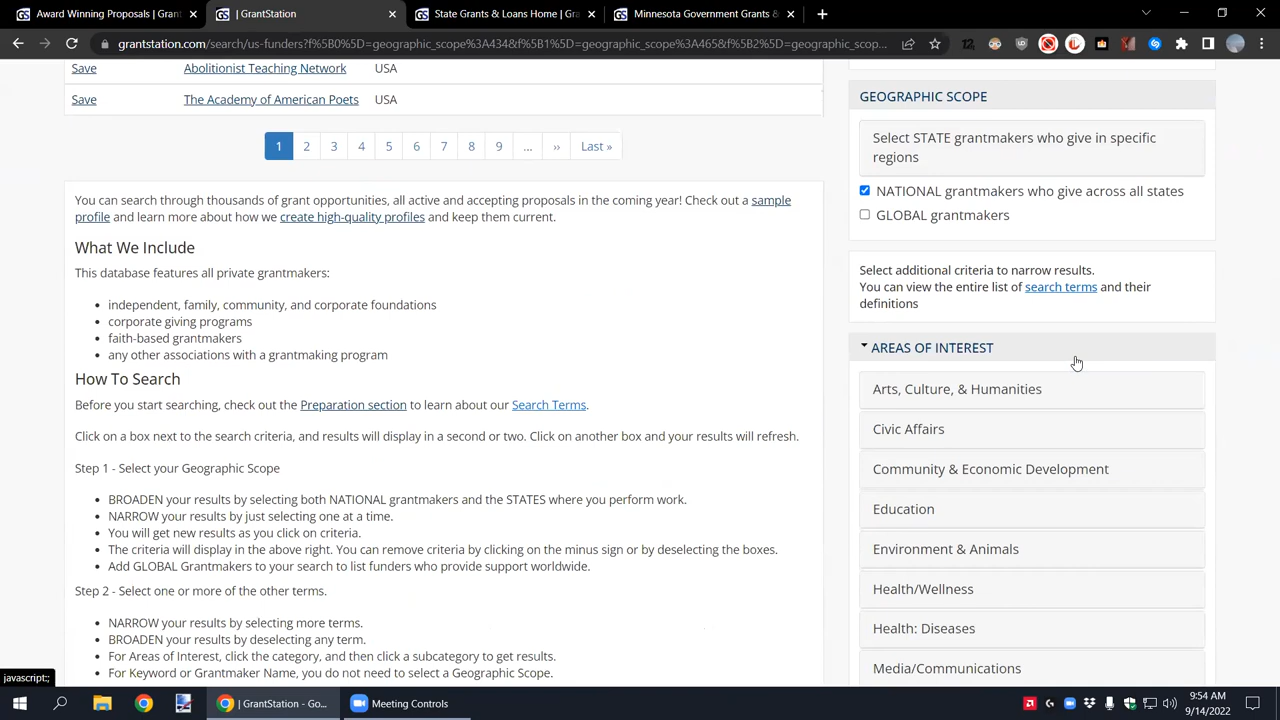 Award Winning Proposals | Grant
| GrantStation
State Grants & Loans Home | Gra
Minnesota Government Grants &
grantstation.com/search/us-funders?f%5B0%5D=geographic_scope%3A434&f%5B1%5D=geographic_scope%3A465&f%5B2%5D=geographic_scop...
Save Abolitionist Teaching Network USA
Save The Academy of American Poets USA
1 2 3 4 5 6 7 8 9 ... ›› Last »
You can search through thousands of grant opportunities, all active and accepting proposals in the coming year! Check out a sample
profile and learn more about how we create high-quality profiles and keep them current.
What We Include
This database features all private grantmakers:
• independent, family, community, and corporate foundations
• corporate giving programs
• faith-based grantmakers
• any other associations with a grantmaking program
How To Search
Before you start searching, check out the Preparation section to learn about our Search Terms.
Click on a box next to the search criteria, and results will display in a second or two. Click on another box and your results will refresh.
Step 1 - Select your Geographic Scope
• BROADEN your results by selecting both NATIONAL grantmakers and the STATES where you perform work.
• NARROW your results by just selecting one at a time.
• You will get new results as you click on criteria.
• The criteria will display in the above right. You can remove criteria by clicking on the minus sign or by deselecting the boxes.
• Add GLOBAL Grantmakers to your search to list funders who provide support worldwide.
Step 2 - Select one or more of the other terms.
• NARROW your results by selecting more terms.
• BROADEN your results by deselecting any term.
• For Areas of Interest, click the category, and then click a subcategory to get results.
• For Keyword or Grantmaker Name, you do not need to select a Geographic Scope.
GEOGRAPHIC SCOPE
Select STATE grantmakers who give in specific
regions
NATIONAL grantmakers who give across all states
GLOBAL grantmakers
Select additional criteria to narrow results.
You can view the entire list of search terms and their
definitions
AREAS OF INTEREST
Arts, Culture, & Humanities
Civic Affairs
Community & Economic Development
Education
Environment & Animals
Health/Wellness
Health: Diseases
Media/Communications
javascript:;
| GrantStation - Go...
Meeting Controls
9:54 AM
9/14/2022